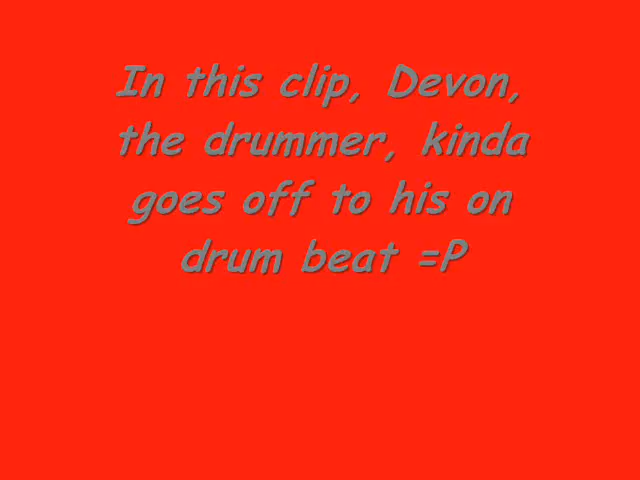 In this clip, Devon,
the drummer, kinda
goes off to his on
drum beat =P